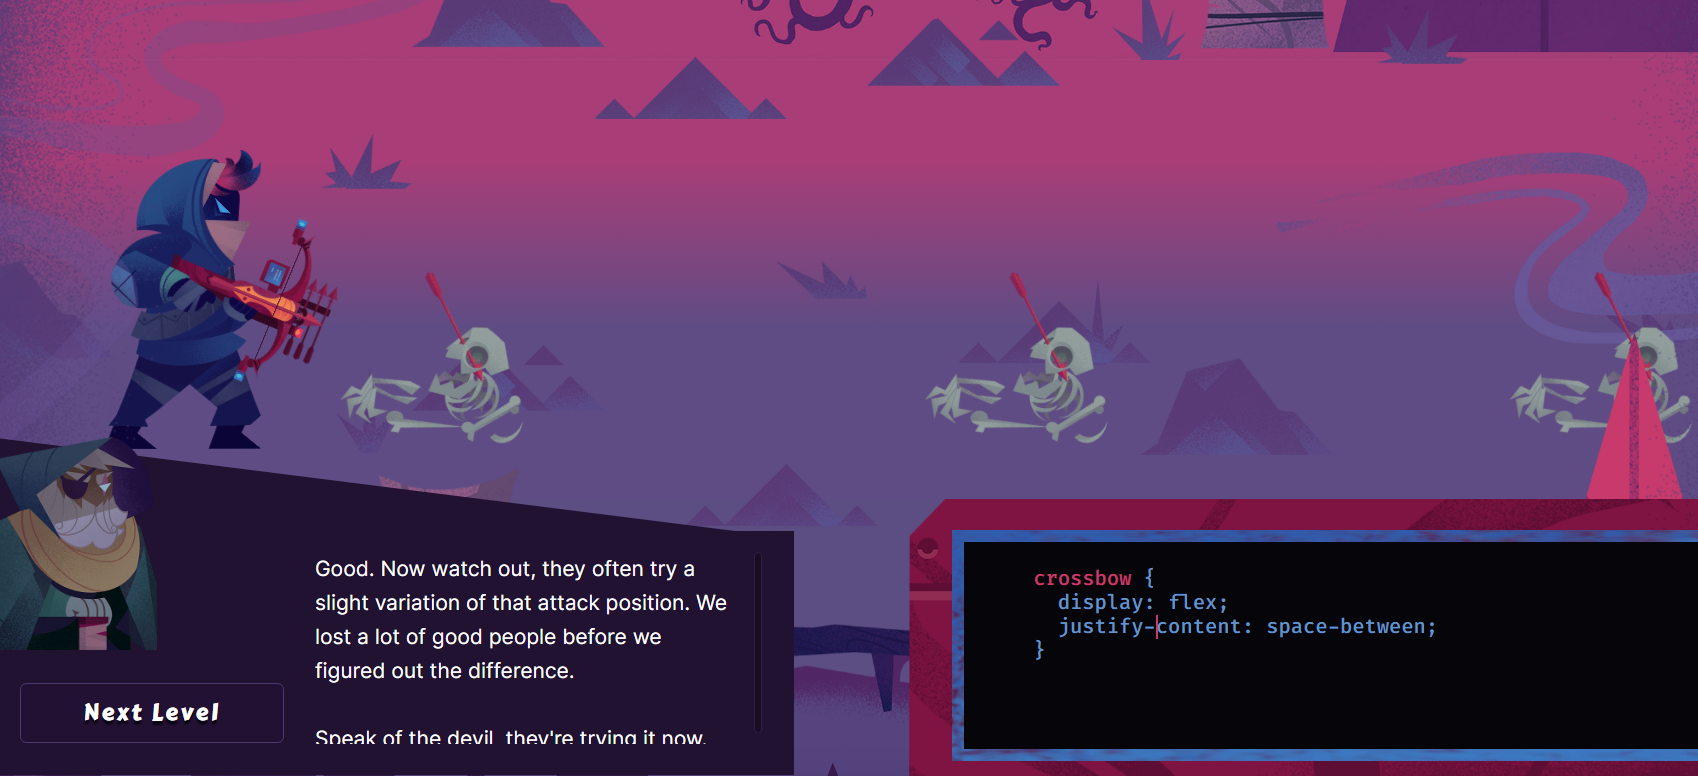 Good. Now watch out, they often try a
slight variation of that attack position. We
lost a lot of good people before we
figured out the difference.
Speak of the devil, they're trying it now.
Next Level
crossbow {
display: flex;
justify-content: space-between;
}